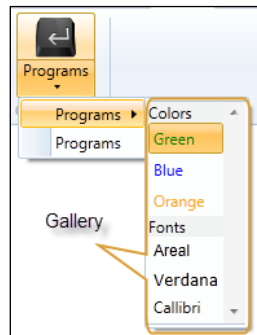 Programs
Programs
Programs
Colors
Green
Blue
Orange
Fonts
Areal
Verdana
Callibri
Gallery